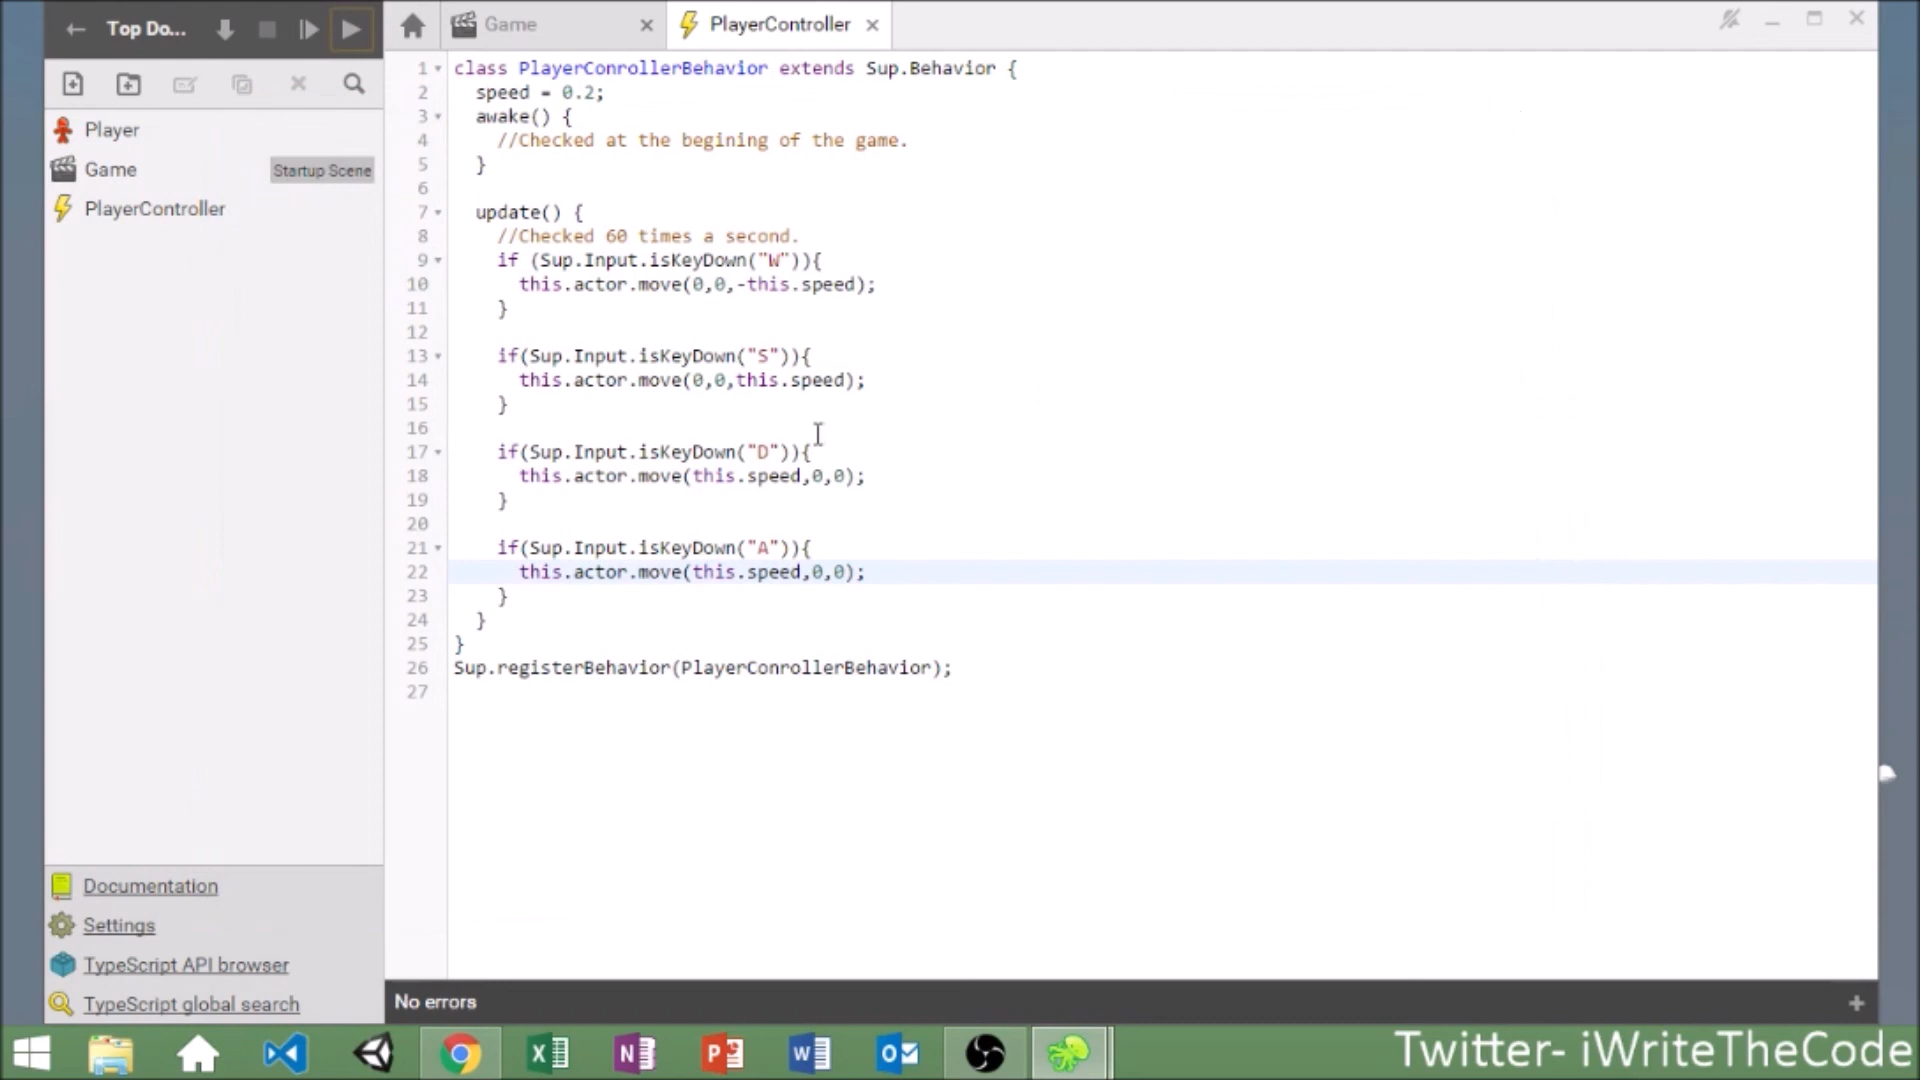 Top Do...
Game
PlayerController
Player
Game
Startup Scene
PlayerController
1 class PlayerConrollerBehavior extends Sup.Behavior {
2 speed = 0.2;
3 awake() {
4 //Checked at the begining of the game.
5 }
6
7 update() {
8 //Checked 60 times a second.
9 if (Sup.Input.isKeyDown("W")){
10 this.actor.move(0,0,-this.speed);
11 }
12
13 if(Sup.Input.isKeyDown("S")){
14 this.actor.move(0,0,this.speed);
15 }
16
17 if(Sup.Input.isKeyDown("D")){
18 this.actor.move(this.speed,0,0);
19 }
20
21 if(Sup.Input.isKeyDown("A")){
22 this.actor.move(this.speed,0,0);
23 }
24 }
25 }
26 Sup.registerBehavior(PlayerConrollerBehavior);
27
Documentation
Settings
TypeScript API browser
TypeScript global search
No errors
Twitter- iWriteTheCode